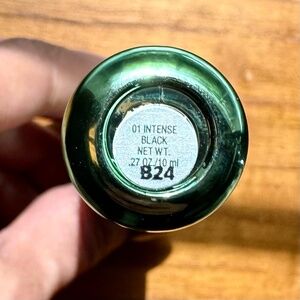 01 INTENSE
BLACK
NET WT.
.27 OZ/10 ml
B24